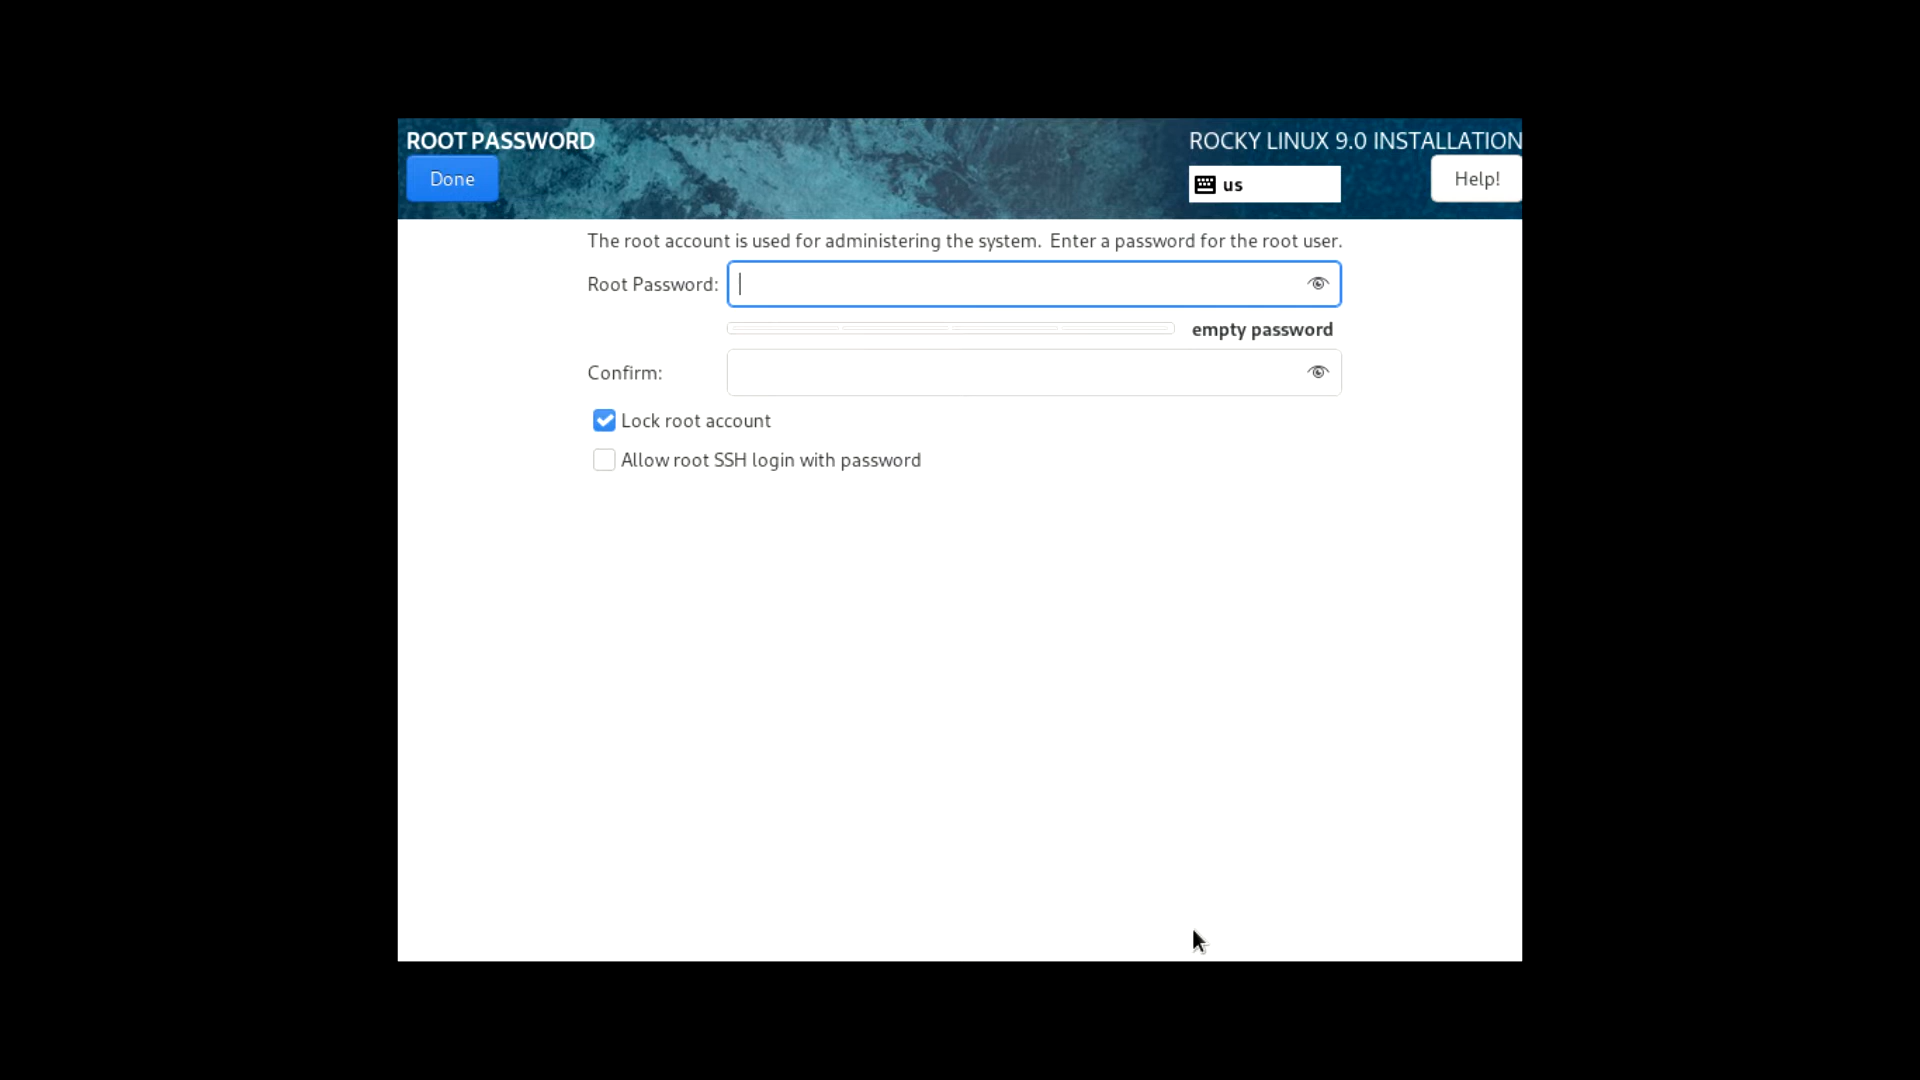 ROOT PASSWORD
ROCKY LINUX 9.0 INSTALLATION
Done
us
Help!
The root account is used for administering the system.  Enter a password for the root user.
Root Password:
empty password
Confirm:
Lock root account
Allow root SSH login with password